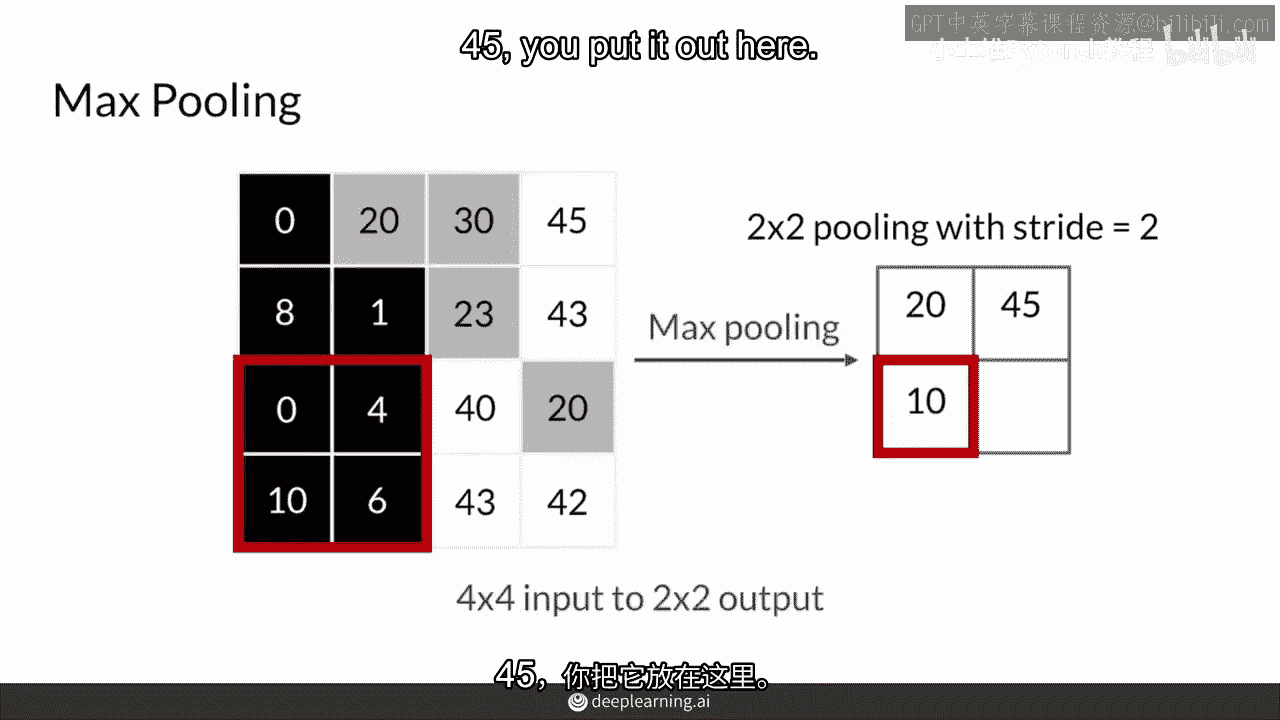 GPT中英字幕课程资源@bilibili.com
45, you put it out here.
bilibili
Max Pooling
0 20 30 45
8 1 23 43
0 4 40 20
10 6 43 42
2x2 pooling with stride = 2
Max pooling
20 45
10
4x4 input to 2x2 output
45，你把它放在这里。
deeplearning.ai